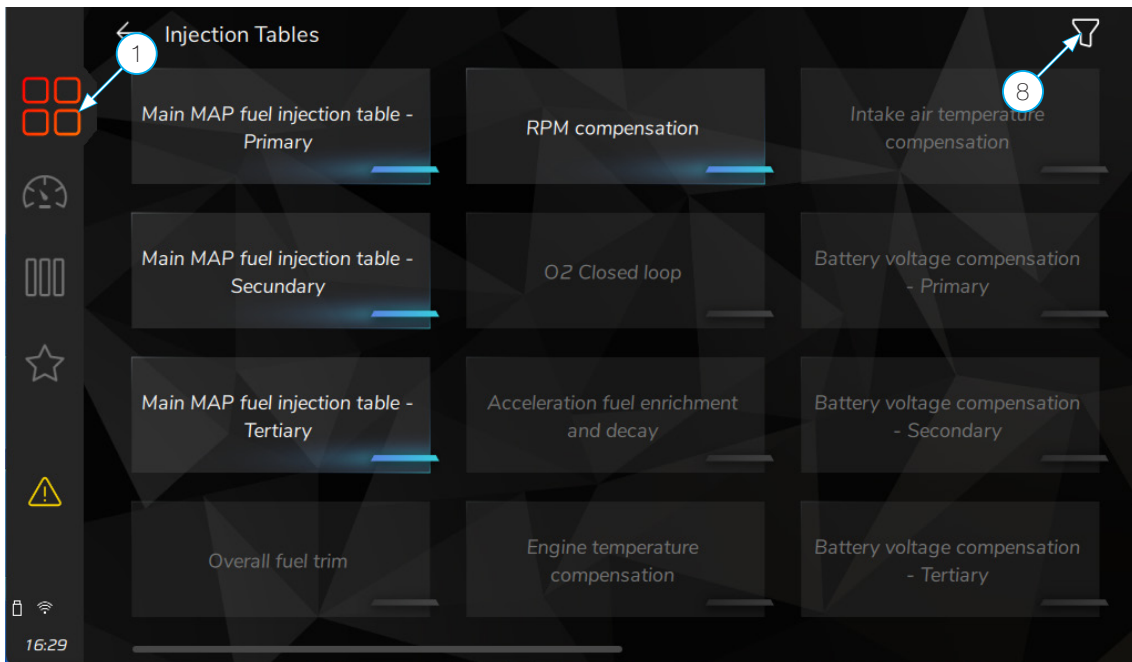 Injection Tables
1
8
Main MAP fuel injection table -
Primary
RPM compensation
Intake air temperature
compensation
Main MAP fuel injection table -
Secundary
O2 Closed loop
Battery voltage compensation
- Primary
Main MAP fuel injection table -
Tertiary
Acceleration fuel enrichment
and decay
Battery voltage compensation
- Secondary
Overall fuel trim
Engine temperature
compensation
Battery voltage compensation
- Tertiary
16:29